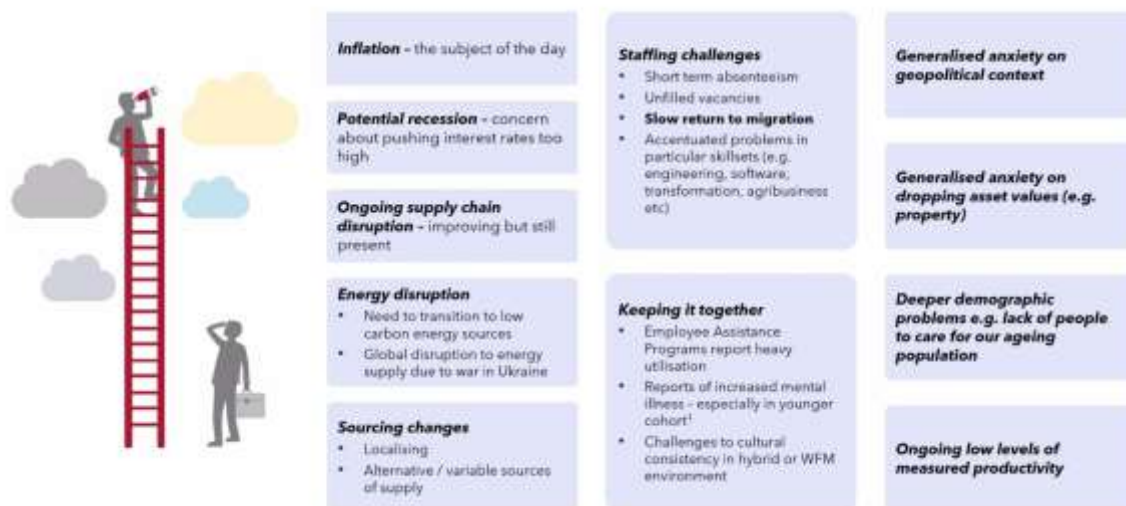 Inflation – the subject of the day
Potential recession – concern
about pushing interest rates too
high
Ongoing supply chain
disruption – improving but still
present
Energy disruption
• Need to transition to low
carbon energy sources
• Global disruption to energy
supply due to war in Ukraine
Sourcing changes
• Localising
• Alternative / variable sources
of supply
Staffing challenges
• Short term absenteeism
• Unfilled vacancies
• Slow return to migration
• Accentuated problems in
particular skillsets (e.g.
engineering, software,
transformation, agribusiness
etc)
Keeping it together
• Employee Assistance
Programs report heavy
utilisation
• Reports of increased mental
illness – especially in younger
cohort¹
• Challenges to cultural
consistency in hybrid or WFM
environment
Generalised anxiety on
geopolitical context
Generalised anxiety on
dropping asset values (e.g.
property)
Deeper demographic
problems e.g. lack of people
to care for our ageing
population
Ongoing low levels of
measured productivity